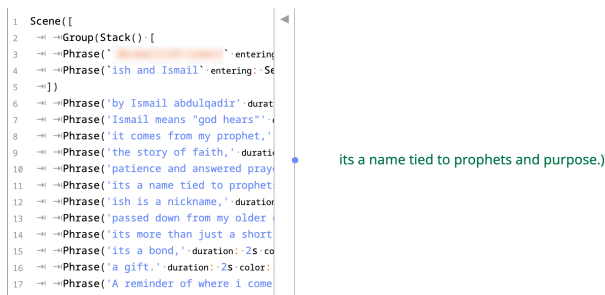 1 Scene([
2 Group(Stack() [
3 Phrase(` ` entering
4 Phrase(`ish and Ismail` entering: Se
5 ])
6 Phrase('by Ismail abdulqadir' durat
7 Phrase('Ismail means "god hears"'
8 Phrase('it comes from my prophet,'
9 Phrase('the story of faith,' duratio
10 Phrase('patience and answered praye
11 Phrase('its a name tied to prophet
12 Phrase('ish is a nickname,' duration
13 Phrase('passed down from my older
14 Phrase('its more than just a short
15 Phrase('its a bond,' duration: 2s co
16 Phrase('a gift.' duration: 2s color:
17 Phrase('A reminder of where i come
its a name tied to prophets and purpose.)